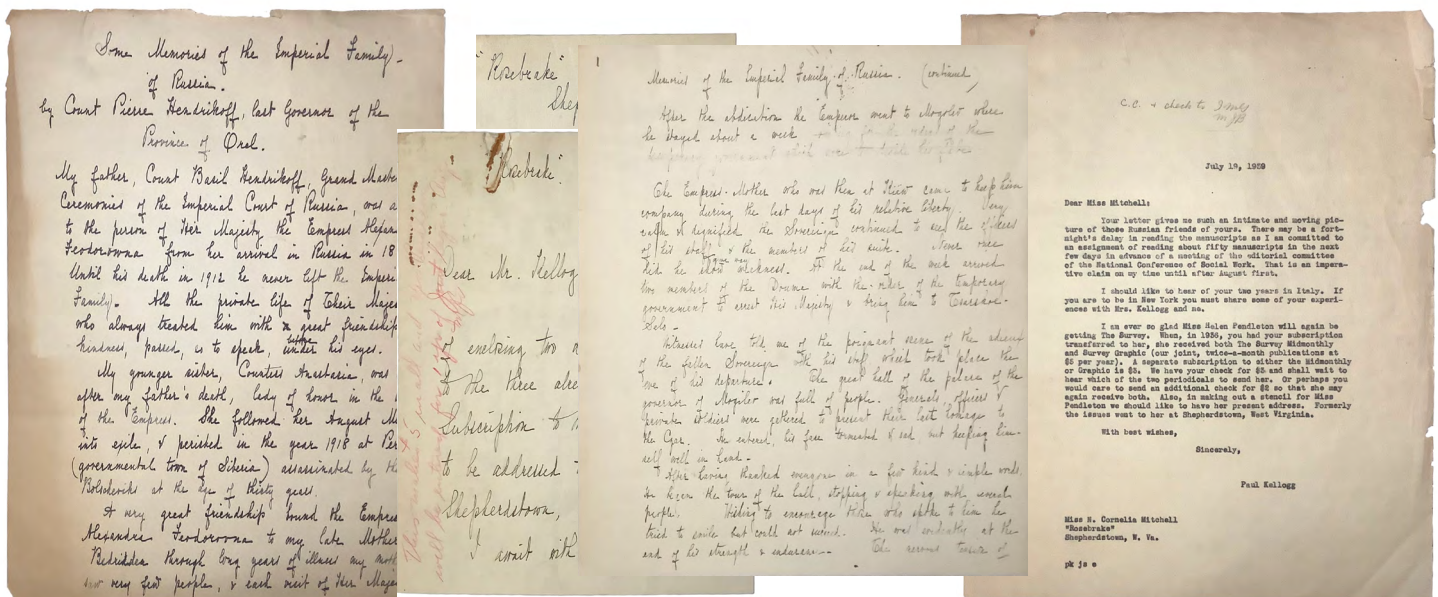 Some Memories of the Imperial Family
of Russia.
by Count Pierre Hendrikoff, last Governor of the
Province of Oral.
My father, Count Basil Hendrikoff, Grand Maste
Ceremonies of the Imperial Court of Russia, was a
to the person of Her Majesty the Empress Alexan
Feodorowna from her arrival in Russia in 18
Until his death in 1912 he never left the Imperi
Family. All the private life of Their Majes
who always treated him with great friendship
kindness, passed, so to speak, before his eyes.
My younger sister, Countess Anastasia, was
after my father's death, lady of honor in the
of the Empress. She followed her August M
into exile, & perished in the year 1918 at Per
(governmental town of Siberia) assassinated by the
Bolscheviks at the age of thirty years.
A very great friendship bound the Empres
Alexandra Feodorowna to my late Mother
Bedridden through long years of illness my moth
saw very few people, & each visit of Her Maje
"Rosebrake"
Shep
"Rosebrake".
Dear Mr. Kellog
enclosing two
the three
Subscription to
to be addressed
Shepherdstown,
I await with
Memories of the Imperial Family of Russia. (continued)
After the abdication the Emperor went to Mogolev where
he stayed about a week
The Empress-Mother who was then at Kiew came to keep him
company during the last days of his relative liberty. Very
calm & dignified the Sovereign continued to see the officers
of his staff & the members of his suite. Never once
did he show weakness. At the end of the week arrived
two members of the Douma with the order of the Temporary
government to arrest His Majesty & bring him to Tsarskoe-
Selo -
Witnesses have told me of the poignant scene of the adieux
of the fallen Sovereign with his staff which took place the
eve of his departure. The great hall of the palace of the
governor of Mogilev was full of people. Generals officers &
private soldiers were gathered to present their last homage to
the Czar. He entered, his face tormented & sad but keeping him-
self well in hand.
After having thanked everyone in a few kind & simple words
he began the tour of the hall, stopping & speaking with several
people. Wishing to encourage those who spoke to him he
tried to smile but could not succeed. He was evidently at the
end of his strength & endurance -- The nervous tension of
C.C. & check to
July 19, 1939
Dear Miss Mitchell:
Your letter gives me such an intimate and moving pic-
ture of those Russian friends of yours. There may be a fort-
night's delay in reading the manuscripts as I am committed to
an assignment of reading about fifty manuscripts in the next
few days in advance of a meeting of the editorial committee
of the National Conference of Social Work. That is an impera-
tive claim on my time until after August first.
I should like to hear of your two years in Italy. If
you are to be in New York you must share some of your experi-
ences with Mrs. Kellogg and me.
I am ever so glad Miss Helen Pendleton will again be
getting The Survey. When, in 1938, you had your subscription
transferred to her, she received both The Survey Midmonthly
and Survey Graphic (our joint, twice-a-month publications at
$5 per year). A separate subscription to either the Midmonthly
or Graphic is $3. We have your check for $3 and shall wait to
hear which of the two periodicals to send her. Or perhaps you
would care to send an additional check for $2 so that she may
again receive both. Also, in making out a stencil for Miss
Pendleton we should like to have her present address. Formerly
the issues went to her at Shepherdstown, West Virginia.
With best wishes,
Sincerely,
Paul Kellogg
Miss N. Cornelia Mitchell
"Rosebrake"
Shepherdstown, W. Va.
pk js e